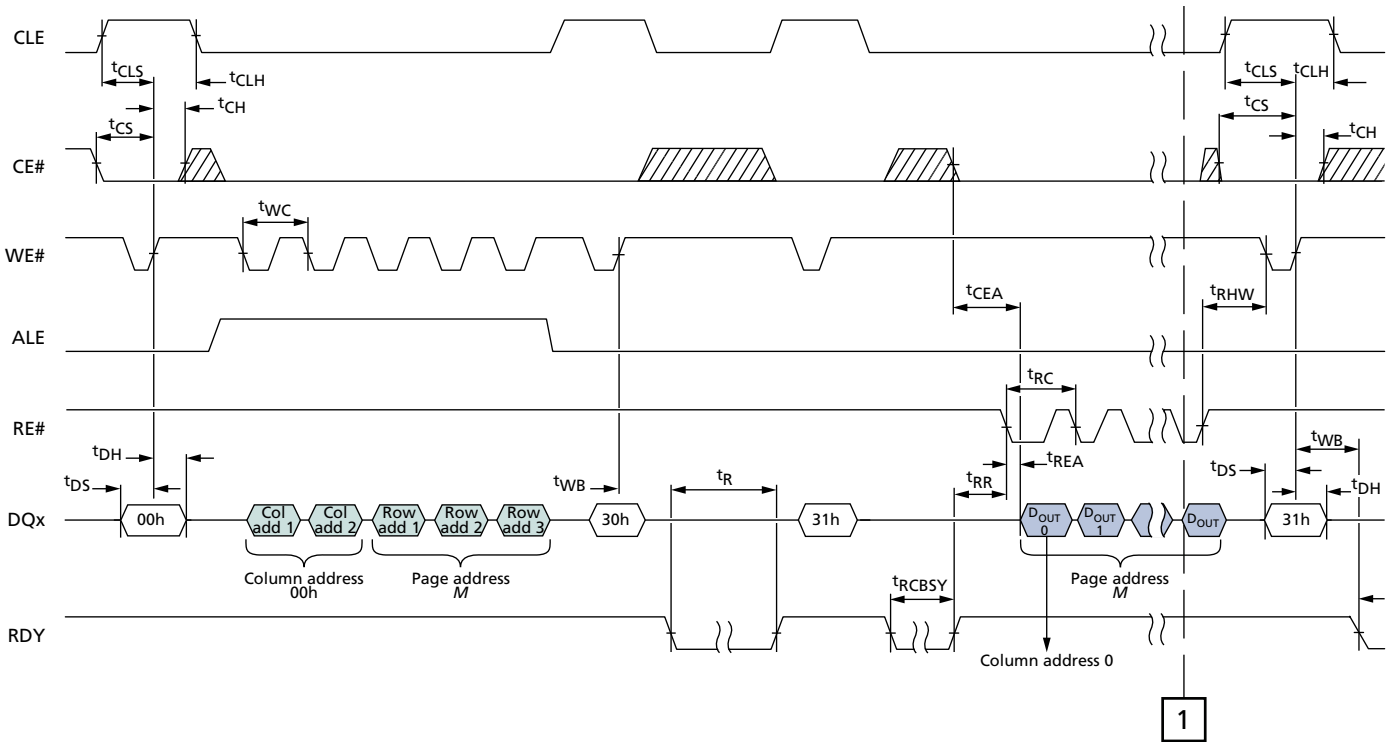 CLE
tCLS
tCLH
tCLS
tCLH
tCH
tCS
tCS
tCH
CE#
tWC
WE#
tCEA
tRHW
ALE
tRC
RE#
tDH
tREA
tWB
tDS
tWB
tR
tRR
tDS
tDH
DQx
00h
Col add 1
Col add 2
Row add 1
Row add 2
Row add 3
30h
31h
DOUT 0
DOUT 1
DOUT
31h
Column address
00h
Page address
M
tRCBSY
Page address
M
RDY
Column address 0
1